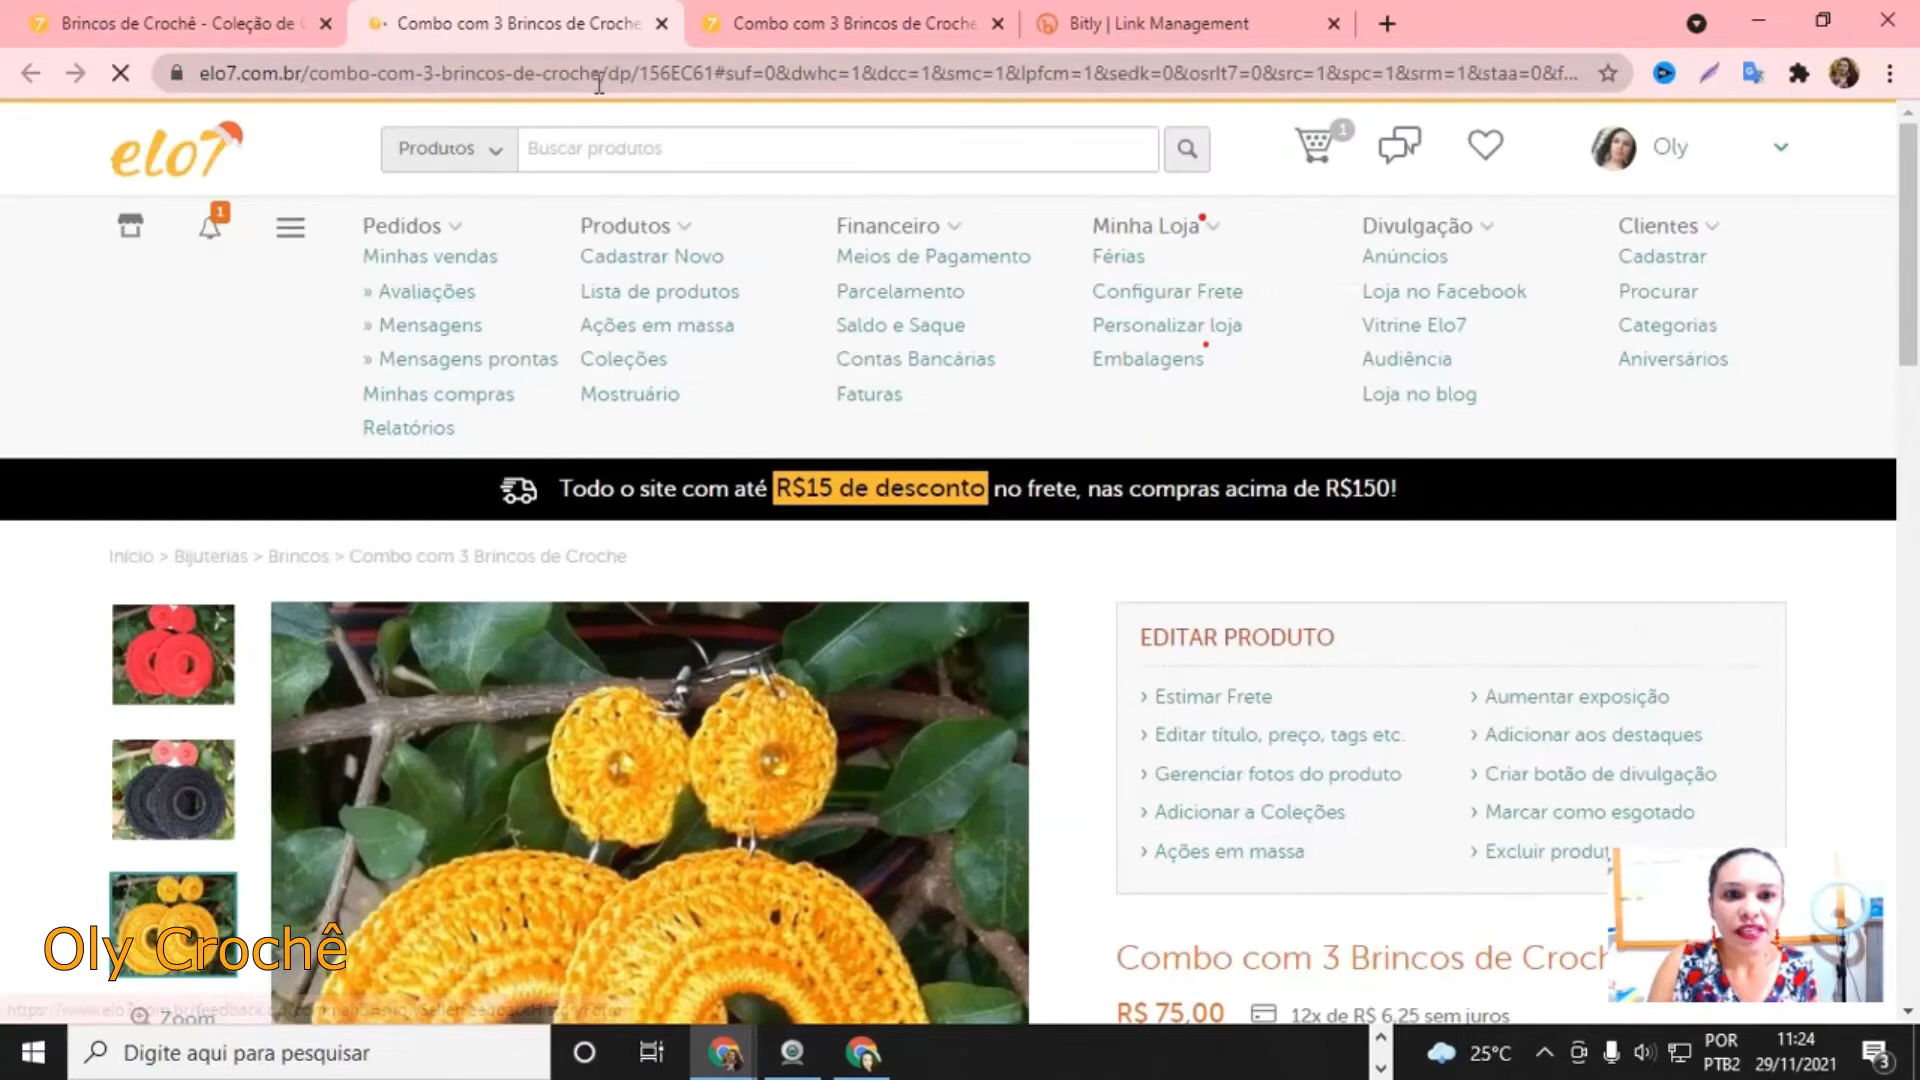 Brincos de Crochê - Coleção de
Combo com 3 Brincos de Croche
Combo com 3 Brincos de Croche
Bitly | Link Management
elo7.com.br/combo-com-3-brincos-de-croche/dp/156EC61#suf=0&dwhc=1&dcc=1&smc=1&lpfcm=1&sedk=0&osrlt7=0&src=1&spc=1&srm=1&staa=0&f...
elo7
Produtos
Buscar produtos
1
Oly
1
Pedidos
Produtos
Financeiro
Minha Loja
Divulgação
Clientes
Minhas vendas
Cadastrar Novo
Meios de Pagamento
Férias
Anúncios
Cadastrar
» Avaliações
Lista de produtos
Parcelamento
Configurar Frete
Loja no Facebook
Procurar
» Mensagens
Ações em massa
Saldo e Saque
Personalizar loja
Vitrine Elo7
Categorias
» Mensagens prontas
Coleções
Contas Bancárias
Embalagens
Audiência
Aniversários
Minhas compras
Mostruário
Faturas
Loja no blog
Relatórios
Todo o site com até R$15 de desconto no frete, nas compras acima de R$150!
Início > Bijuterias > Brincos > Combo com 3 Brincos de Croche
EDITAR PRODUTO
› Estimar Frete
› Aumentar exposição
› Editar título, preço, tags etc.
› Adicionar aos destaques
› Gerenciar fotos do produto
› Criar botão de divulgação
› Adicionar a Coleções
› Marcar como esgotado
› Ações em massa
› Excluir produt
Oly Crochê
Combo com 3 Brincos de Croch
R$ 75,00
12x de R$ 6,25 sem juros
Zoom
Digite aqui para pesquisar
25°C
POR
PTB2
11:24
29/11/2021
3